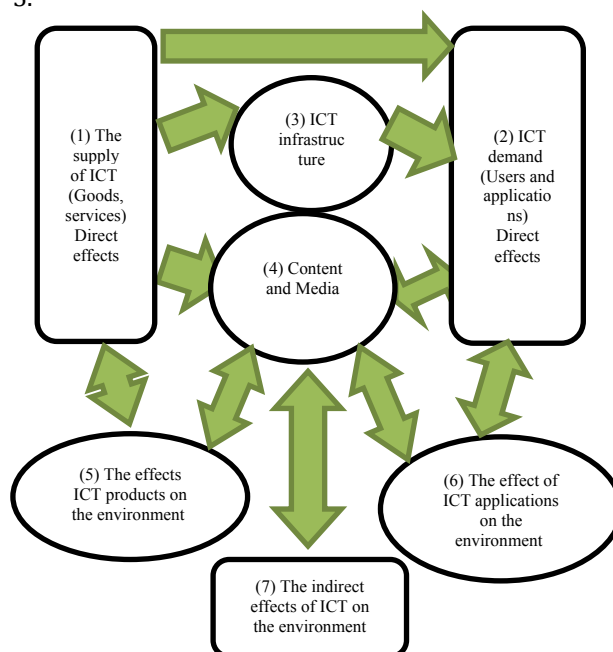 (1) The
supply
of ICT
(Goods,
services)
Direct
effects
(3) ICT
infrastruc
ture
(2) ICT
demand
(Users and
applicatio
ns)
Direct
effects
(4) Content
and Media
(5) The effects
ICT products on
the environment
(6) The effect of
ICT applications
on the
environment
(7) The indirect
effects of ICT on
the environment